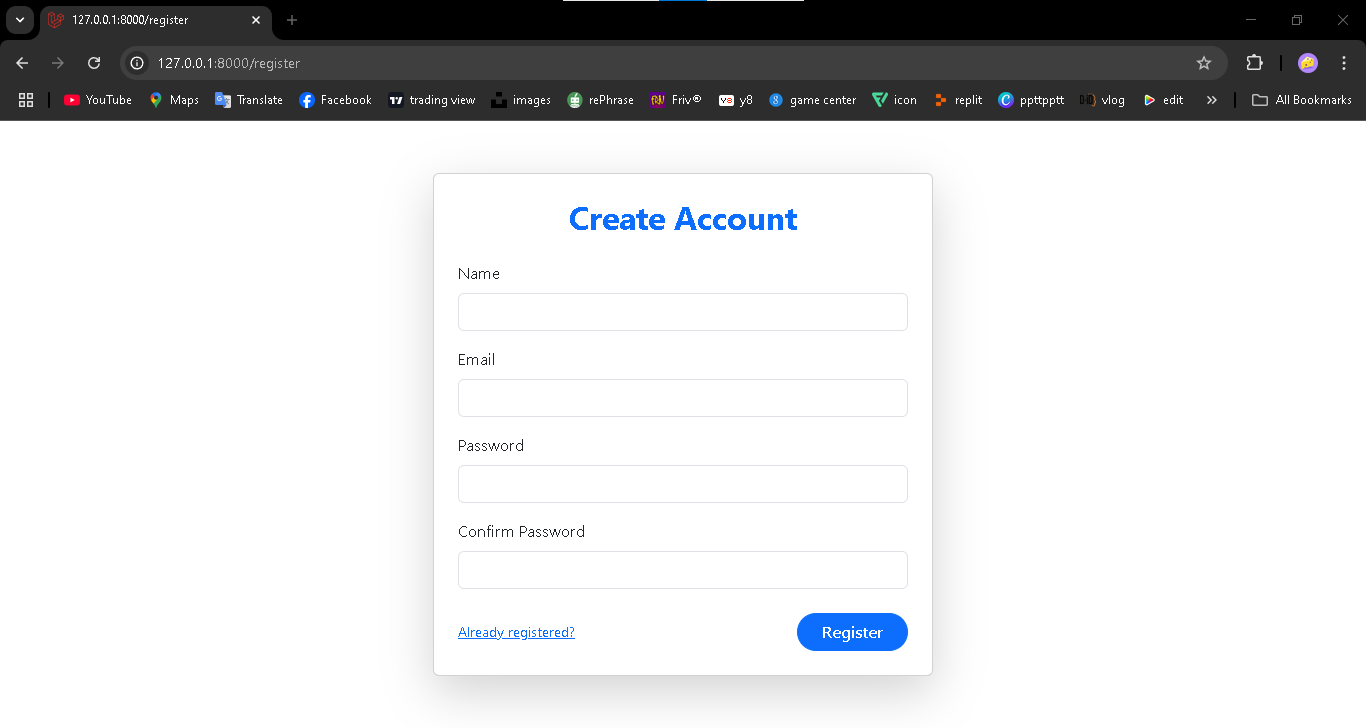 127.0.0.1:8000/register
127.0.0.1:8000/register
YouTube Maps Translate Facebook trading view images rePhrase Friv® y8 game center icon replit ppttpptt vlog edit All Bookmarks
Create Account
Name
Email
Password
Confirm Password
Already registered? Register